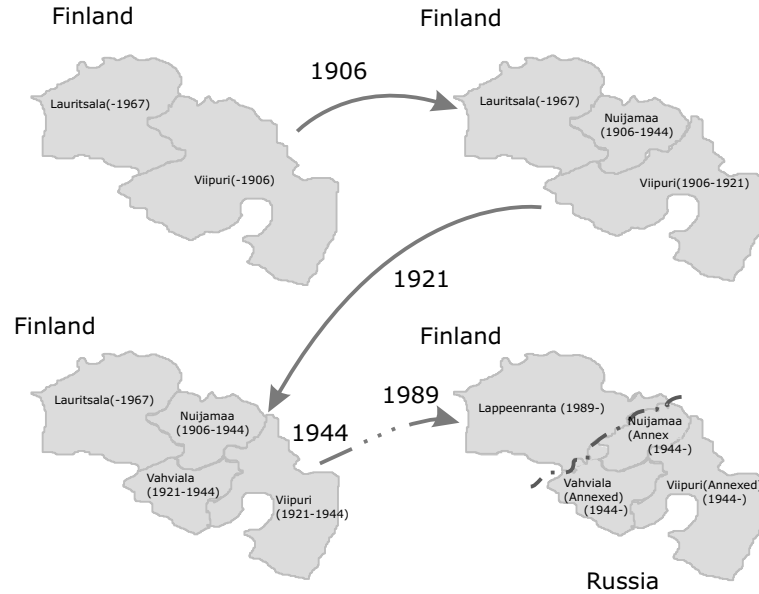 Finland
Finland
1906
Lauritsala(-1967)
Viipuri(-1906)
Lauritsala(-1967)
Nuijamaa
(1906-1944)
Viipuri(1906-1921)
1921
Finland
Finland
Lauritsala(-1967)
Nuijamaa
(1906-1944)
Vahviala
(1921-1944)
Viipuri
(1921-1944)
1944
1989
Lappeenranta (1989-)
Nuijamaa
(Annex
(1944-)
Vahviala
(Annexed)
(1944-)
Viipuri(Annexed)
(1944-)
Russia